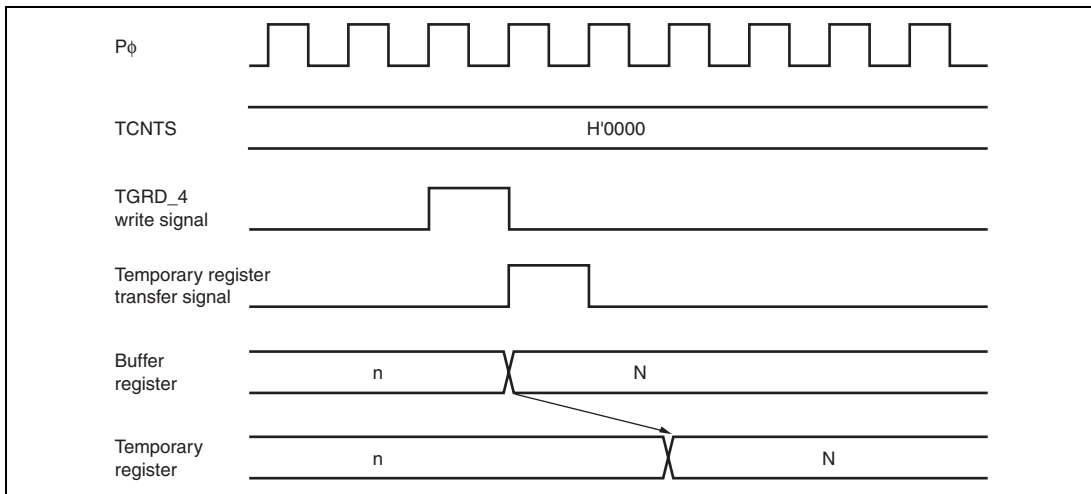 Pϕ
TCNTS
H'0000
TGRD_4
write signal
Temporary register
transfer signal
Buffer
register
n
N
Temporary
register
n
N